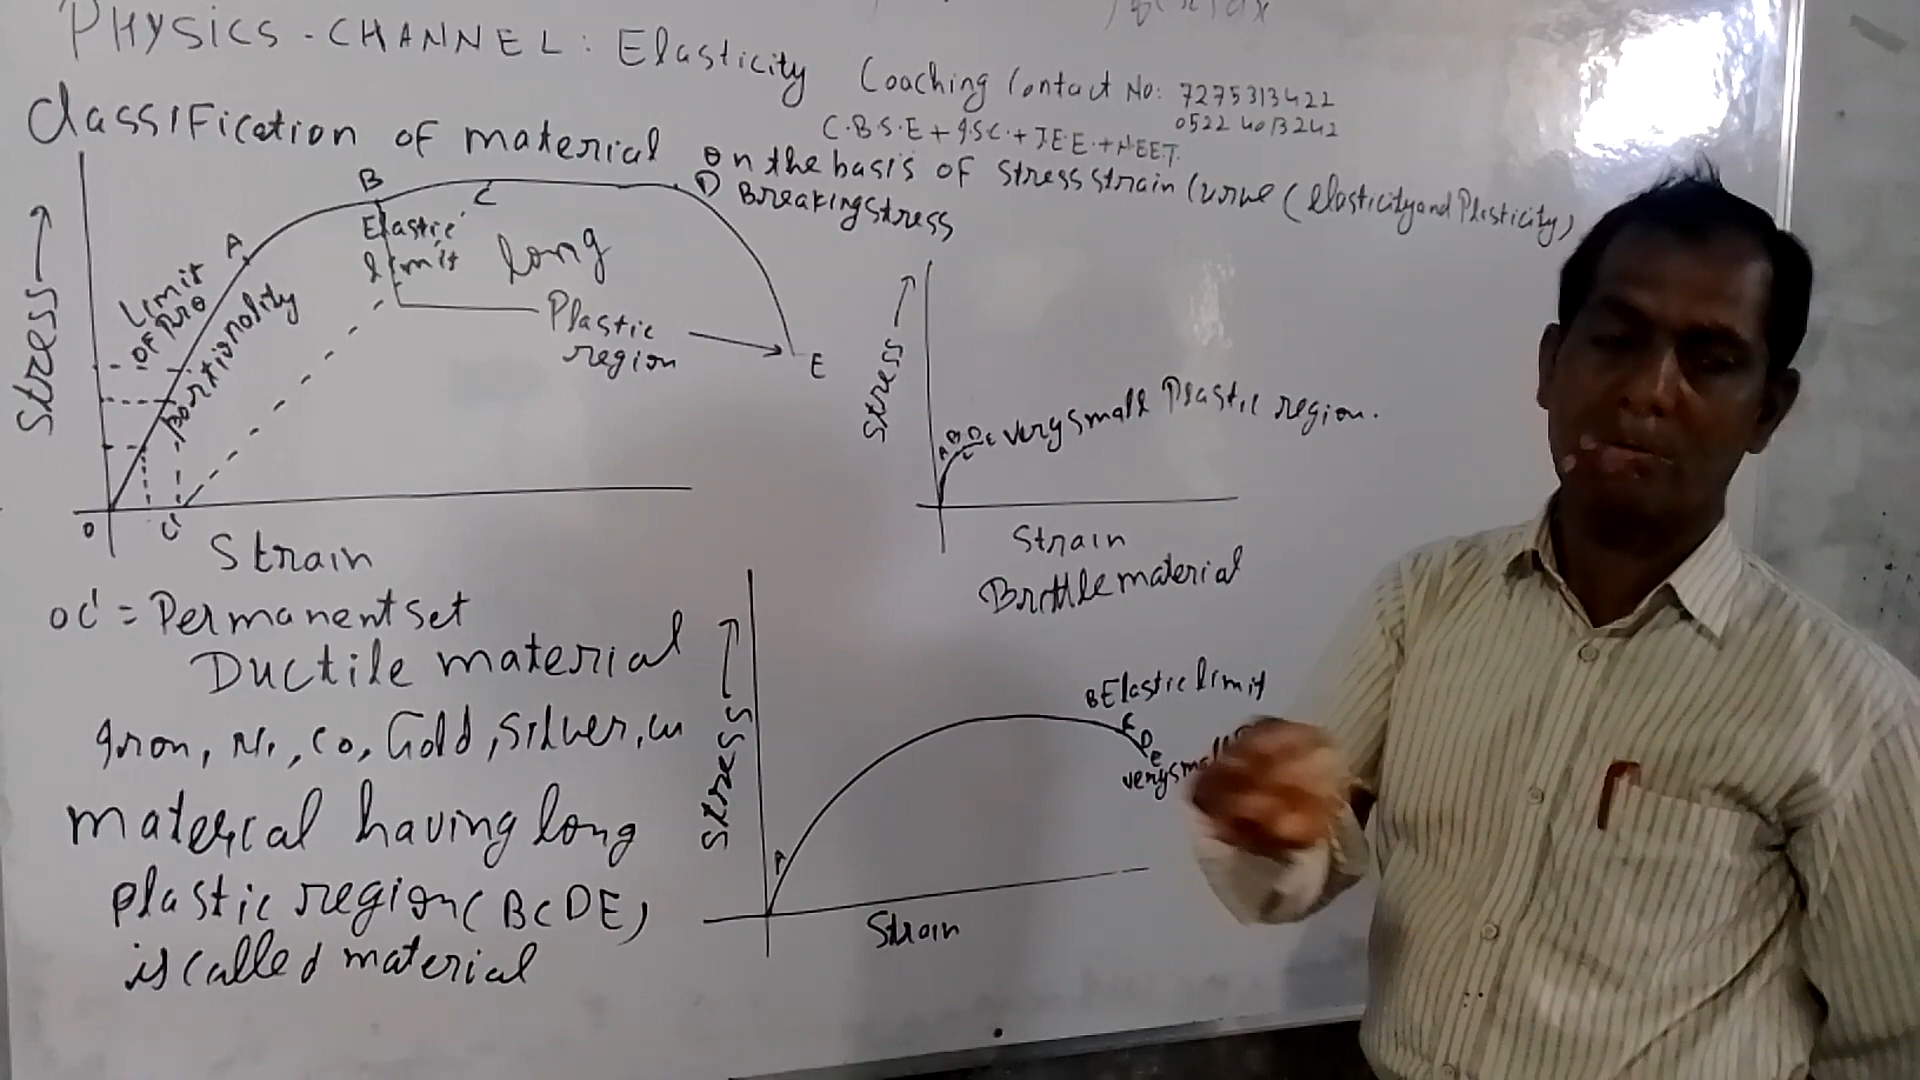 PHYSICS - CHANNEL: Elasticity
Coaching Contact No: 7275313422
0522 4013242
C.B.S.E + I.S.C. + J.E.E. + NEET.
Classification of material on the basis of stress strain Curve (elasticity and Plasticity)
Stress
B
C
D Breaking stress
A
Elastic
limit
long
Limit
of Pro
portionality
Plastic
region
E
O
C'
Strain
OC' = Permanent set
Ductile material
Iron, Ni, Co, Gold, Silver, Cu
material having long
plastic region (BCDE)
is called material
Stress
A B D E very small Plastic region.
C
Strain
Brittle material
Stress
B Elastic limit
C
D
E
very small
A
Strain